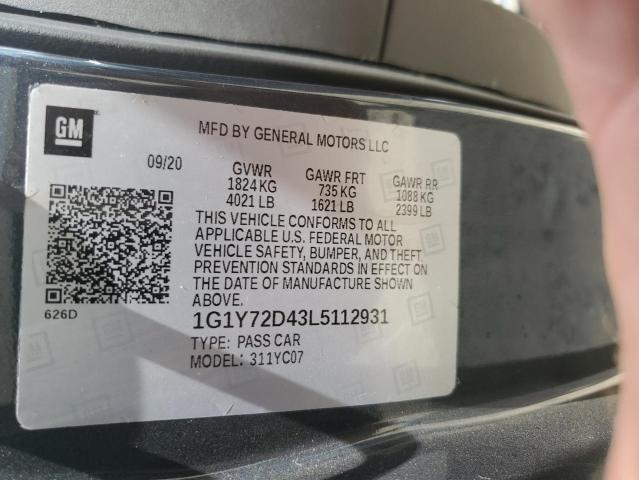 GM
MFD BY GENERAL MOTORS LLC
09/20 GVWR GAWR FRT GAWR RR
1824 KG 735 KG 1088 KG
4021 LB 1621 LB 2399 LB
THIS VEHICLE CONFORMS TO ALL
APPLICABLE U.S. FEDERAL MOTOR
VEHICLE SAFETY, BUMPER, AND THEFT
PREVENTION STANDARDS IN EFFECT ON
THE DATE OF MANUFACTURE SHOWN
ABOVE.
626D
1G1Y72D43L5112931
TYPE: PASS CAR
MODEL: 311YC07